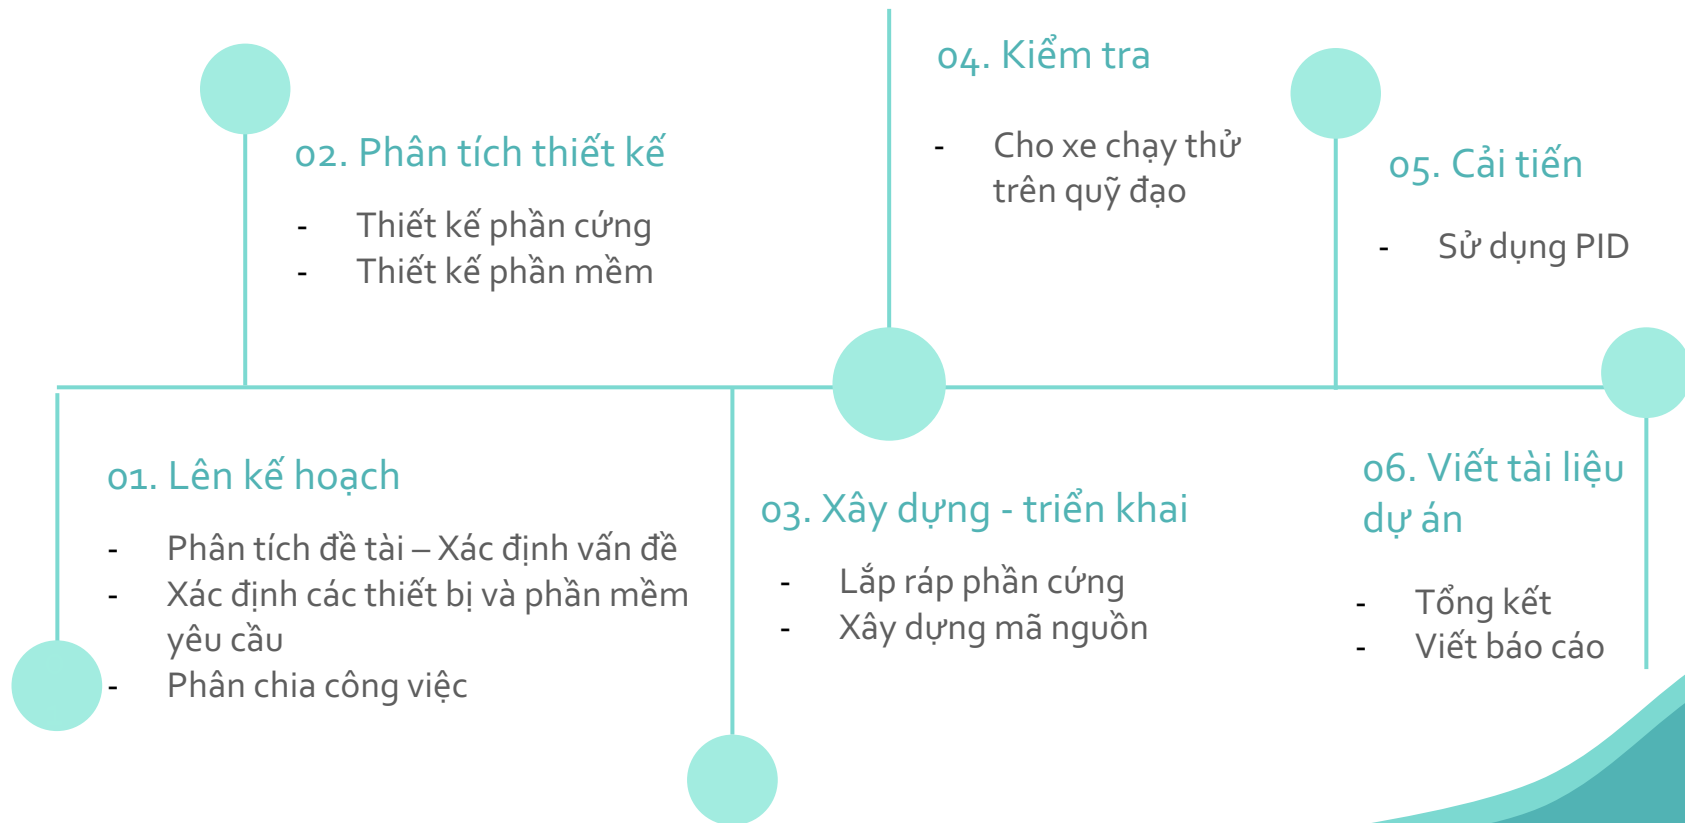 01. Lên kế hoạch
- Phân tích đề tài – Xác định vấn đề
- Xác định các thiết bị và phần mềm
yêu cầu
- Phân chia công việc
02. Phân tích thiết kế
- Thiết kế phần cứng
- Thiết kế phần mềm
03. Xây dựng - triển khai
- Lắp ráp phần cứng
- Xây dựng mã nguồn
04. Kiểm tra
- Cho xe chạy thử
trên quỹ đạo
05. Cải tiến
- Sử dụng PID
06. Viết tài liệu
dự án
- Tổng kết
- Viết báo cáo